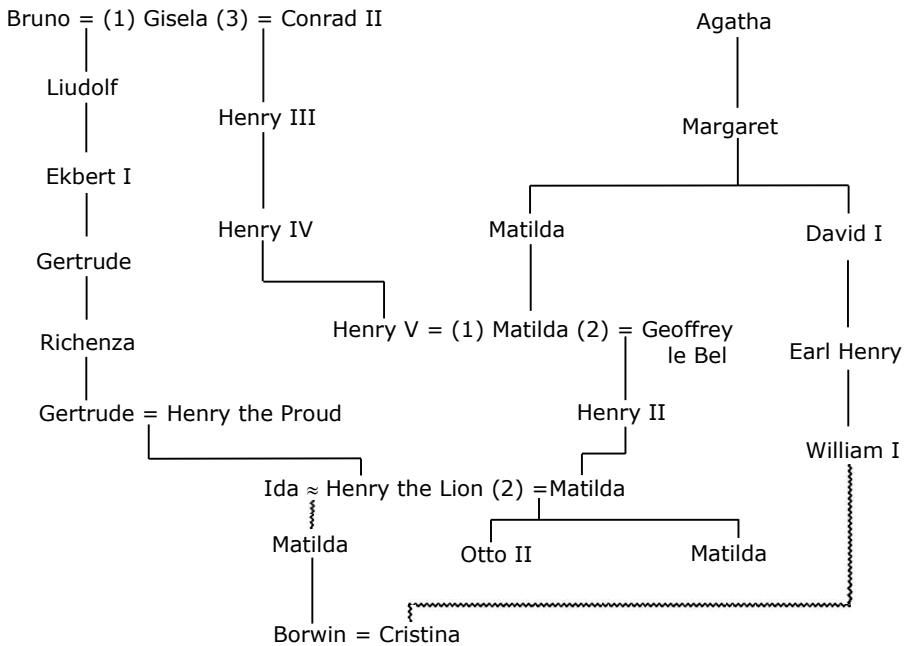 Bruno = (1) Gisela (3) = Conrad II
Agatha
Liudolf
Henry III
Margaret
Ekbert I
Henry IV
Matilda
David I
Gertrude
Henry V = (1) Matilda (2) = Geoffrey
le Bel
Richenza
Earl Henry
Gertrude = Henry the Proud
Henry II
William I
Ida ≈ Henry the Lion (2) =Matilda
Matilda
Otto II
Matilda
Borwin = Cristina